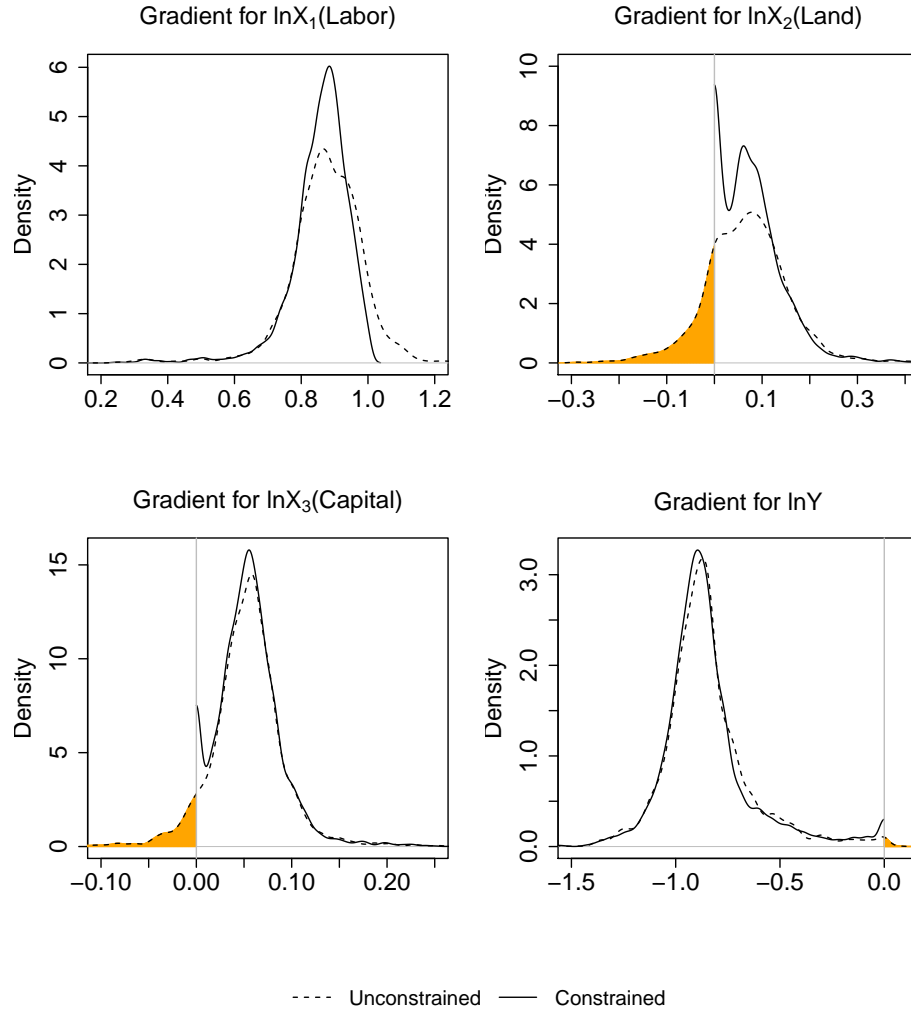 Gradient for lnX₁(Labor)
Density
0 1 2 3 4 5 6
0.2 0.4 0.6 0.8 1.0 1.2
Gradient for lnX₂(Land)
Density
0 2 4 6 8 10
−0.3 −0.1 0.1 0.3
Gradient for lnX₃(Capital)
Density
0 5 10 15
−0.10 0.00 0.10 0.20
Gradient for lnY
Density
0.0 1.0 2.0 3.0
−1.5 −1.0 −0.5 0.0
Unconstrained Constrained